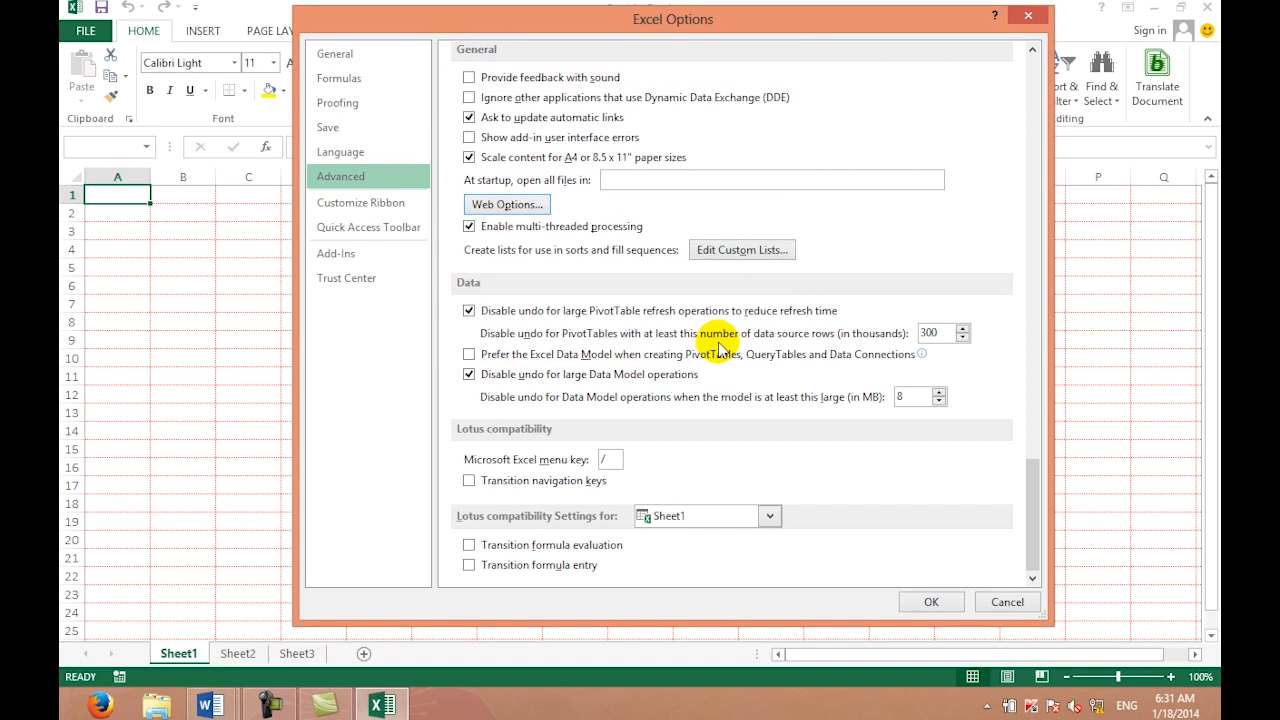 Excel Options
?
Sign in
FILE
HOME
INSERT
PAGE LAY
Calibri Light
11
Paste
B I U
Clipboard
Font
& Find &
Filter Select
Editing
Translate
Document
fx
A B C P Q
1
2
3
4
5
6
7
8
9
10
11
12
13
14
15
16
17
18
19
20
21
22
23
24
25
General
Formulas
Proofing
Save
Language
Advanced
Customize Ribbon
Quick Access Toolbar
Add-Ins
Trust Center
General
Provide feedback with sound
Ignore other applications that use Dynamic Data Exchange (DDE)
Ask to update automatic links
Show add-in user interface errors
Scale content for A4 or 8.5 x 11" paper sizes
At startup, open all files in:
Web Options...
Enable multi-threaded processing
Create lists for use in sorts and fill sequences: Edit Custom Lists...
Data
Disable undo for large PivotTable refresh operations to reduce refresh time
Disable undo for PivotTables with at least this number of data source rows (in thousands): 300
Prefer the Excel Data Model when creating PivotTables, QueryTables and Data Connections
Disable undo for large Data Model operations
Disable undo for Data Model operations when the model is at least this large (in MB): 8
Lotus compatibility
Microsoft Excel menu key: /
Transition navigation keys
Lotus compatibility Settings for: Sheet1
Transition formula evaluation
Transition formula entry
OK
Cancel
Sheet1 Sheet2 Sheet3
READY
100%
ENG
6:31 AM
1/18/2014